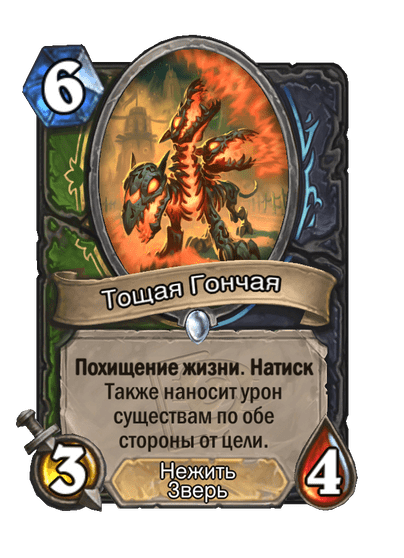 6
Тощая Гончая
Похищение жизни. Натиск
Также наносит урон
существам по обе
стороны от цели.
3
Нежить
Зверь
4